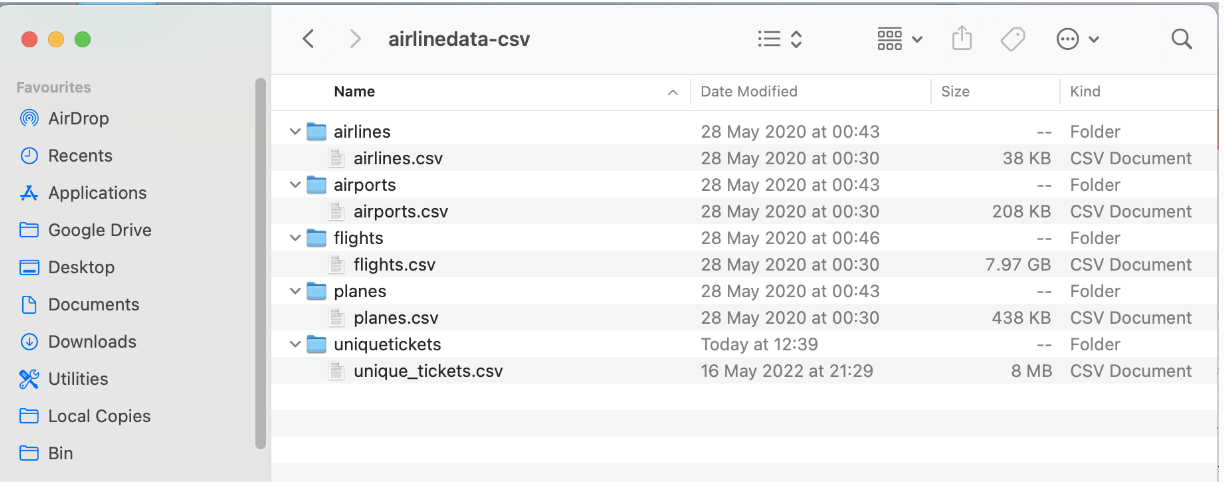 airlinedata-csv
Favourites
AirDrop
Recents
Applications
Google Drive
Desktop
Documents
Downloads
Utilities
Local Copies
Bin
Name Date Modified Size Kind
airlines 28 May 2020 at 00:43 -- Folder
airlines.csv 28 May 2020 at 00:30 38 KB CSV Document
airports 28 May 2020 at 00:43 -- Folder
airports.csv 28 May 2020 at 00:30 208 KB CSV Document
flights 28 May 2020 at 00:46 -- Folder
flights.csv 28 May 2020 at 00:30 7.97 GB CSV Document
planes 28 May 2020 at 00:43 -- Folder
planes.csv 28 May 2020 at 00:30 438 KB CSV Document
uniquetickets Today at 12:39 -- Folder
unique_tickets.csv 16 May 2022 at 21:29 8 MB CSV Document